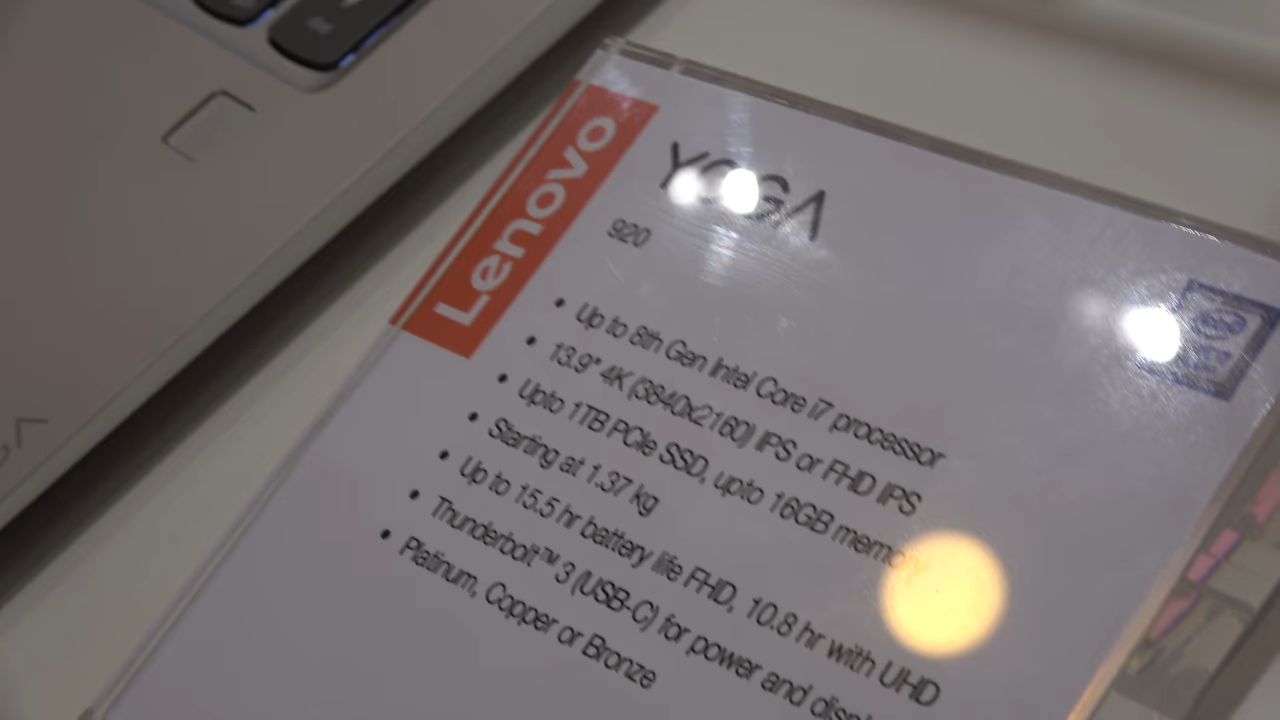 Lenovo
YOGA
920
• Up to 8th Gen Intel Core i7 processor
• 13.9" 4K (3840x2160) IPS or FHD IPS
• Upto 1TB PCIe SSD, upto 16GB memory
• Starting at 1.37 kg
• Up to 15.5 hr battery life FHD, 10.8 hr with UHD
• Thunderbolt™ 3 (USB-C) for power and displ
• Platinum, Copper or Bronze